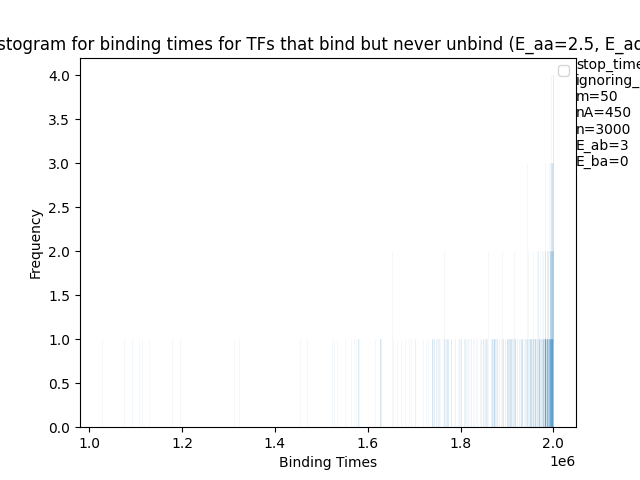 stogram for binding times for TFs that bind but never unbind (E_aa=2.5, E_ad
stop_time
ignoring_
m=50
nA=450
n=3000
E_ab=3
E_ba=0
4.0
3.5
3.0
2.5
2.0
1.5
1.0
0.5
0.0
Frequency
1.0 1.2 1.4 1.6 1.8 2.0
1e6
Binding Times